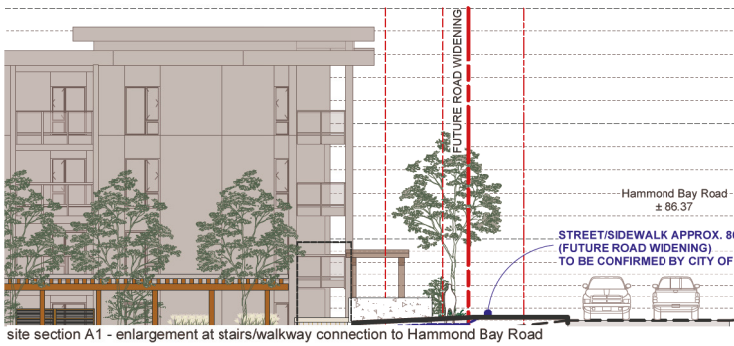 FUTURE ROAD WIDENING
Hammond Bay Road
± 86.37
STREET/SIDEWALK APPROX.
(FUTURE ROAD WIDENING)
TO BE CONFIRMED BY CITY OF
site section A1 - enlargement at stairs/walkway connection to Hammond Bay Road